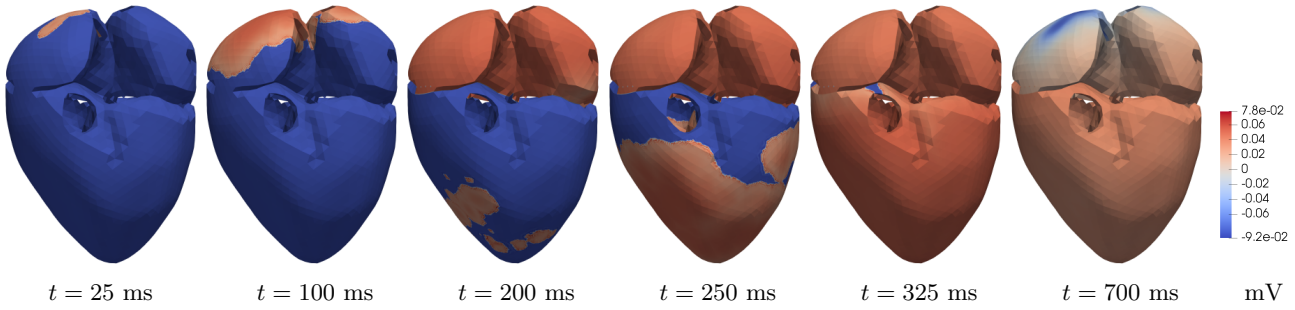 7.8e-02
0.06
0.04
0.02
0
-0.02
-0.04
-0.06
-9.2e-02
t = 25 ms
t = 100 ms
t = 200 ms
t = 250 ms
t = 325 ms
t = 700 ms
mV